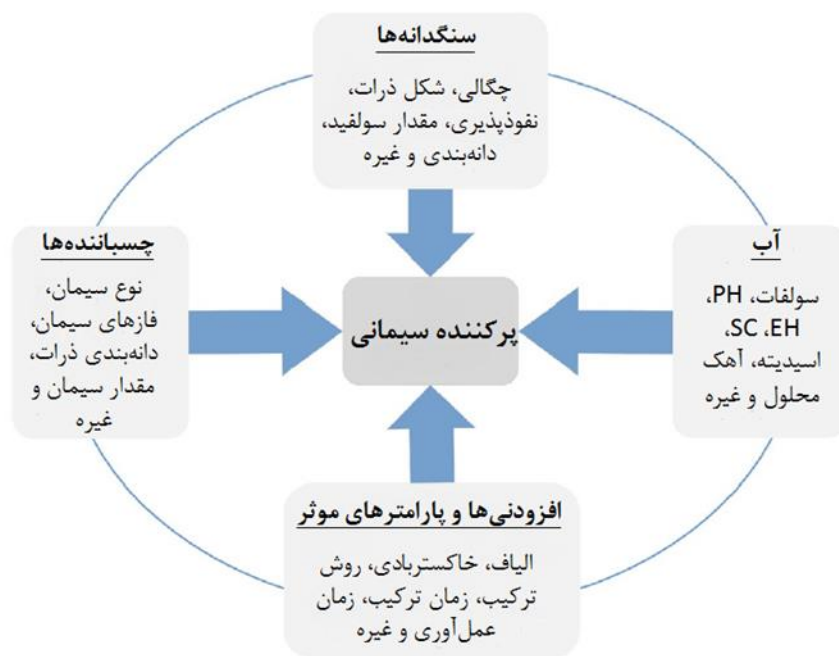 سنگدانه‌ها
چگالی، شکل ذرات،
نفوذپذیری، مقدار سولفید،
دانه‌بندی و غیره
آب
سولفات، PH،
SC ،EH،
اسیدیته، آهک
محلول و غیره
چسباننده‌ها
نوع سیمان،
فازهای سیمان،
دانه‌بندی ذرات،
مقدار سیمان و
غیره
پرکننده سیمانی
افزودنی‌ها و پارامترهای موثر
الیاف، خاکستربادی، روش
ترکیب، زمان ترکیب، زمان
عمل‌آوری و غیره